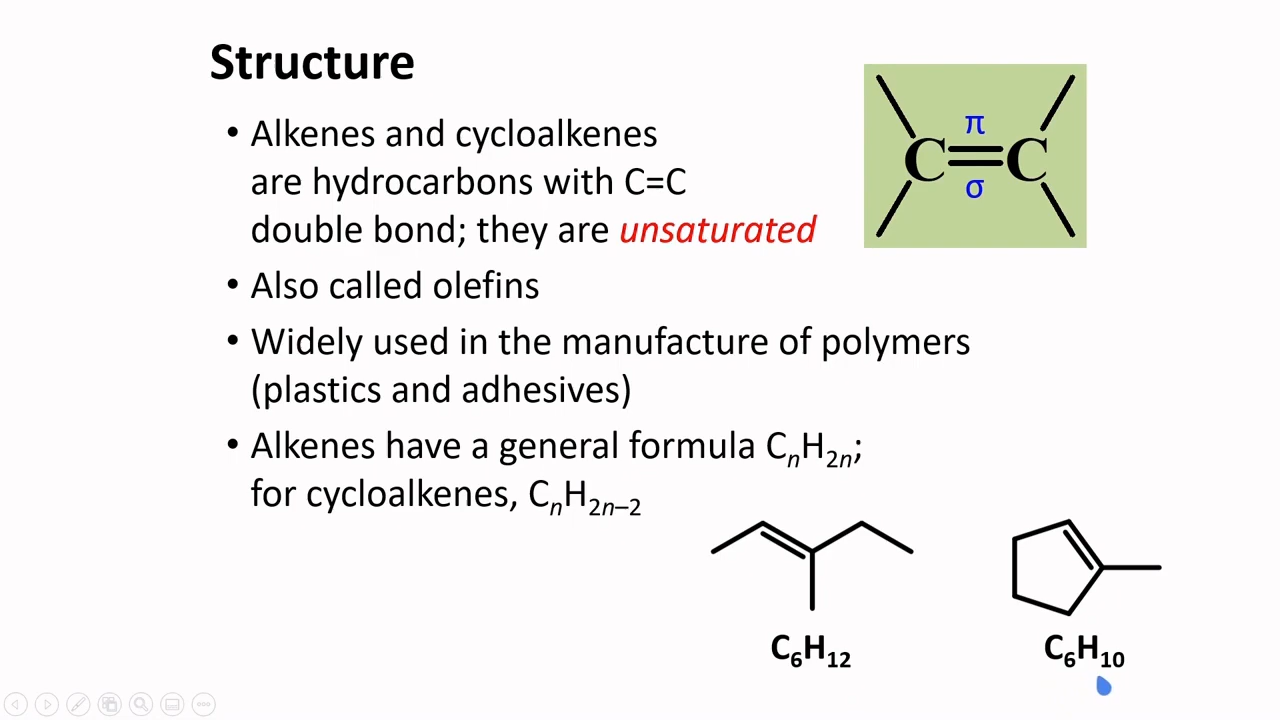 Structure
• Alkenes and cycloalkenes
are hydrocarbons with C=C
double bond; they are unsaturated
• Also called olefins
• Widely used in the manufacture of polymers
(plastics and adhesives)
• Alkenes have a general formula CₙH₂ₙ;
for cycloalkenes, CₙH₂ₙ₋₂
π
C=C
σ
C₆H₁₂
C₆H₁₀